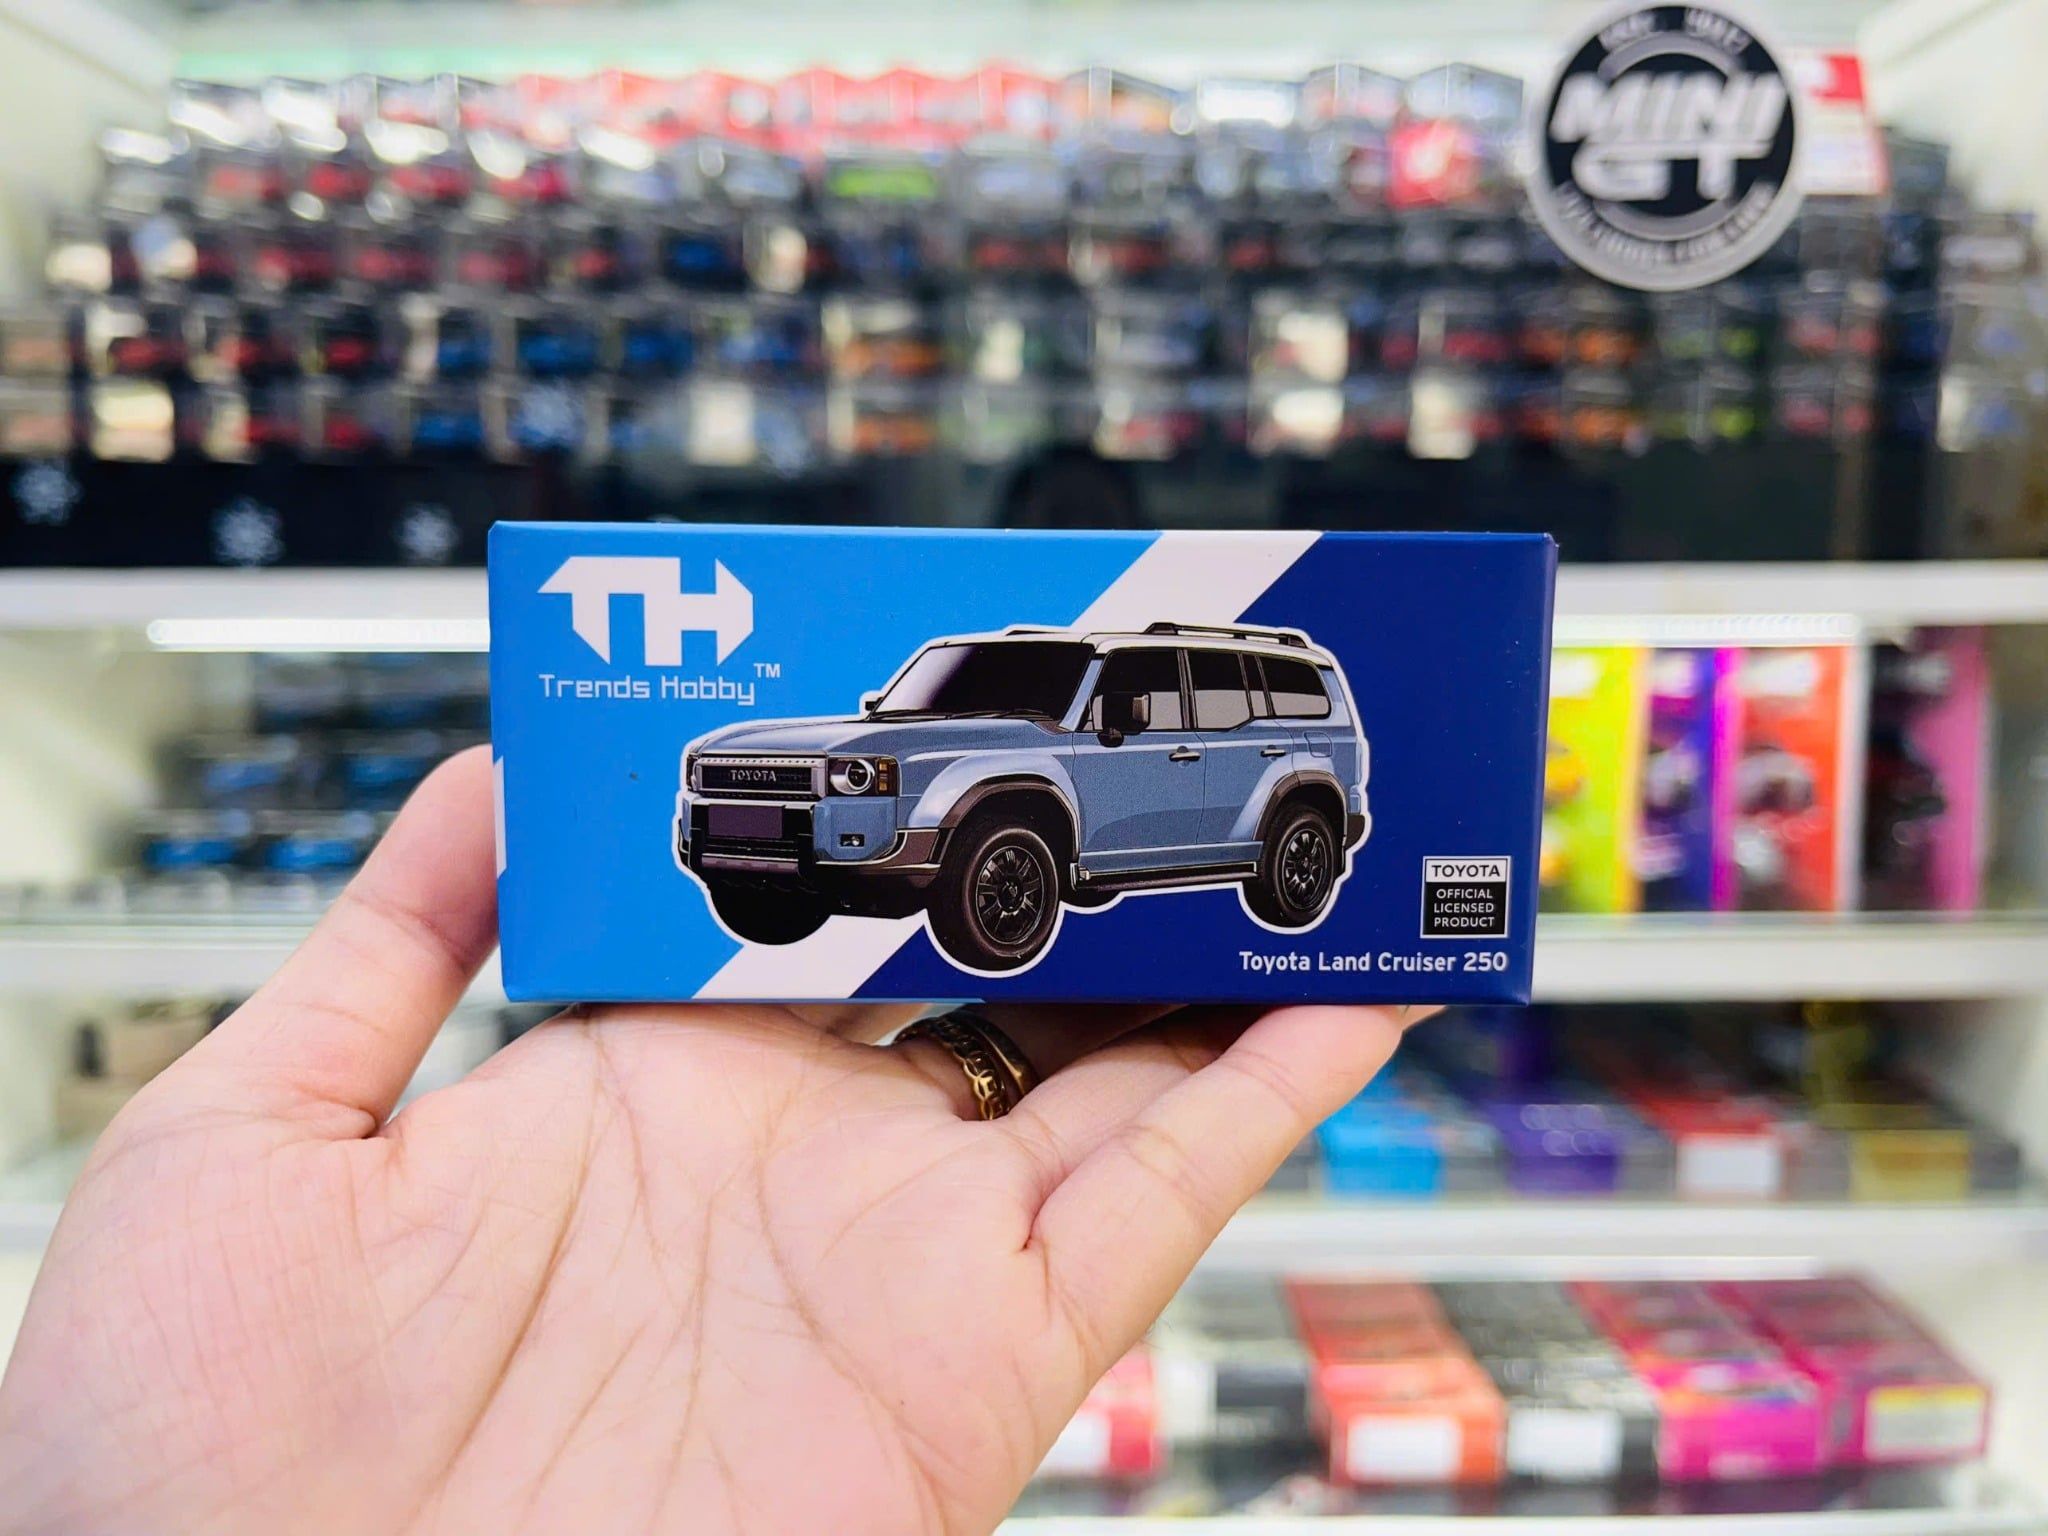 MINI
GT
TH
Trends Hobby™
TOYOTA
TOYOTA
OFFICIAL
LICENSED
PRODUCT
Toyota Land Cruiser 250